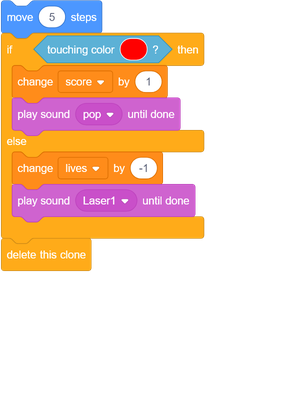 move 5 steps
if touching color ? then
change score by 1
play sound pop until done
else
change lives by -1
play sound Laser1 until done
delete this clone